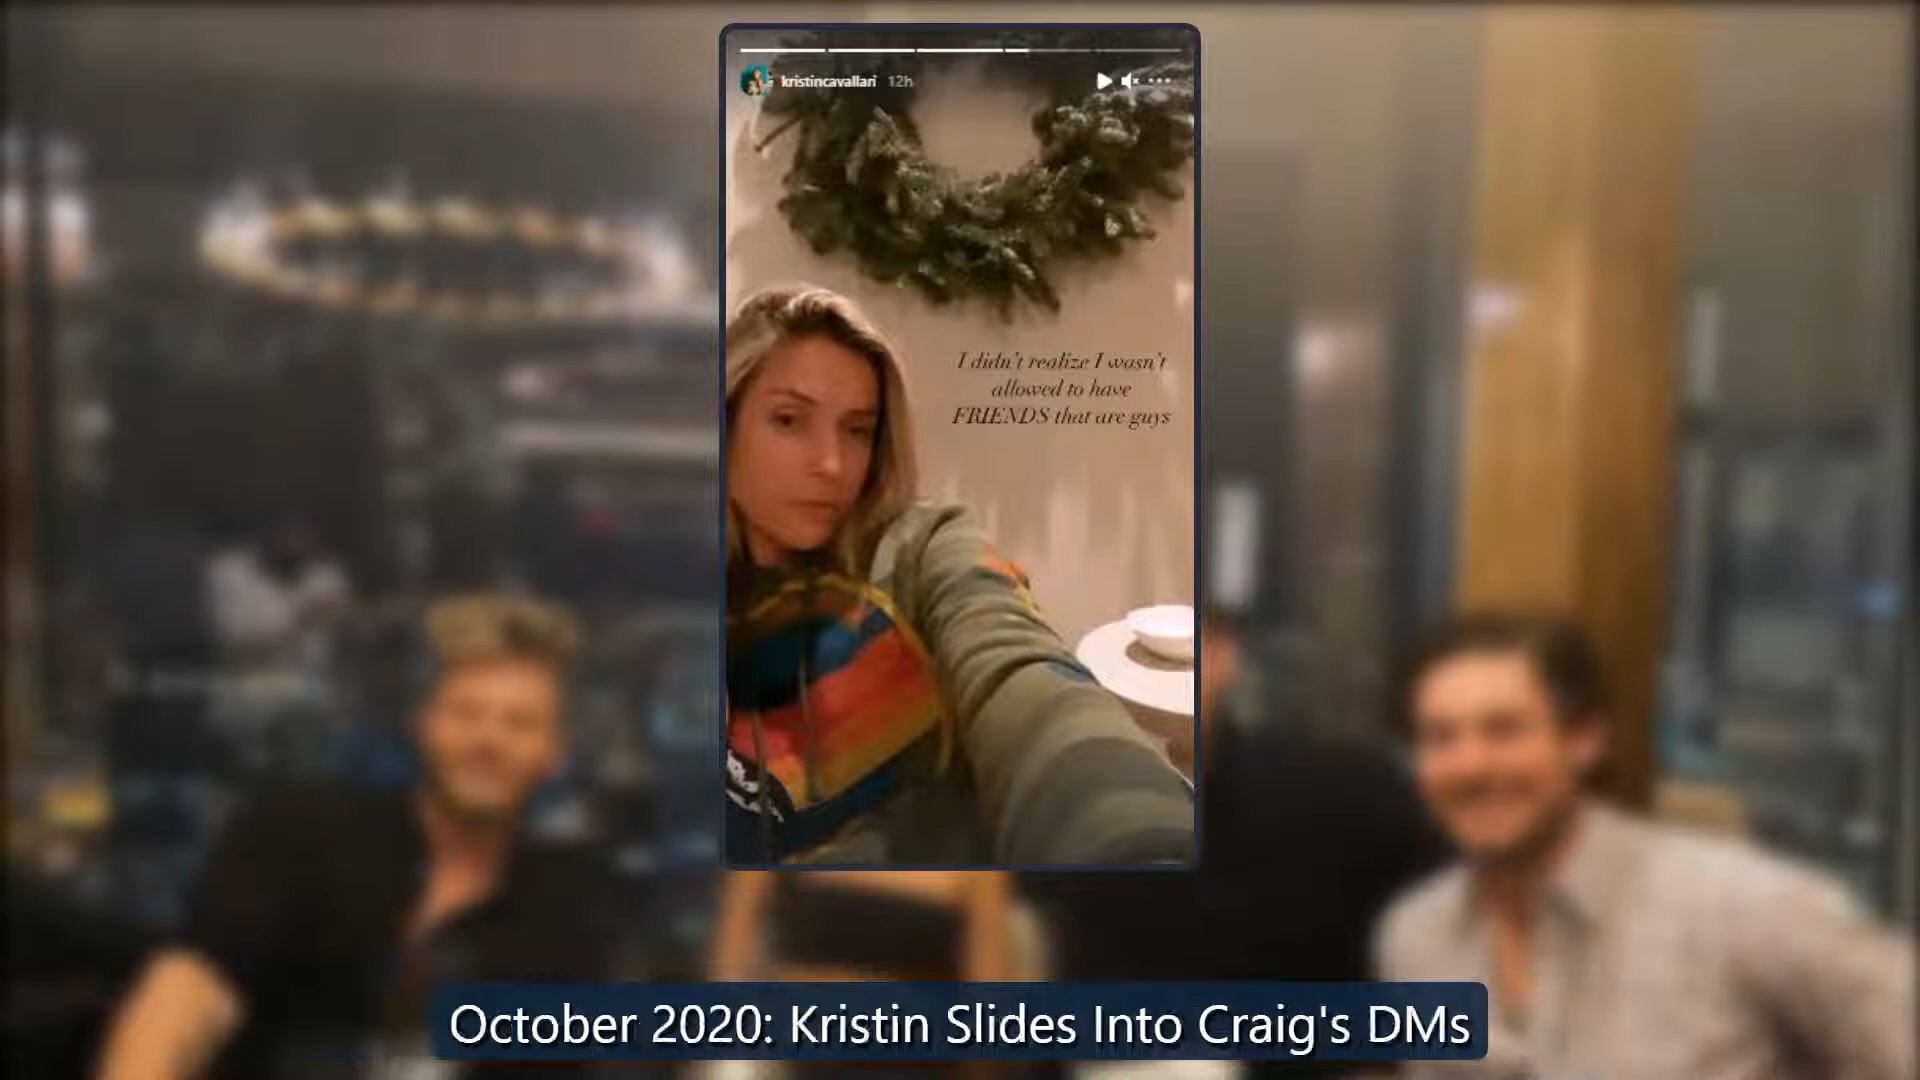 kristincavallari 12h
I didn't realize I wasn't
allowed to have
FRIENDS that are guys
October 2020: Kristin Slides Into Craig's DMs